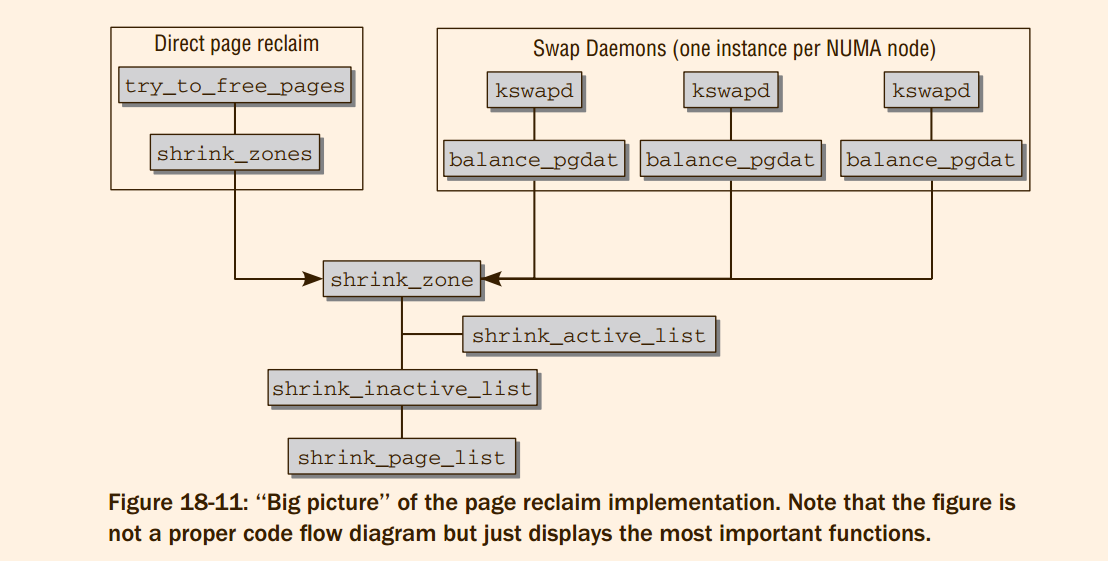 Direct page reclaim
try_to_free_pages
shrink_zones
Swap Daemons (one instance per NUMA node)
kswapd
kswapd
kswapd
balance_pgdat
balance_pgdat
balance_pgdat
shrink_zone
shrink_active_list
shrink_inactive_list
shrink_page_list
Figure 18-11: “Big picture” of the page reclaim implementation. Note that the figure is
not a proper code flow diagram but just displays the most important functions.